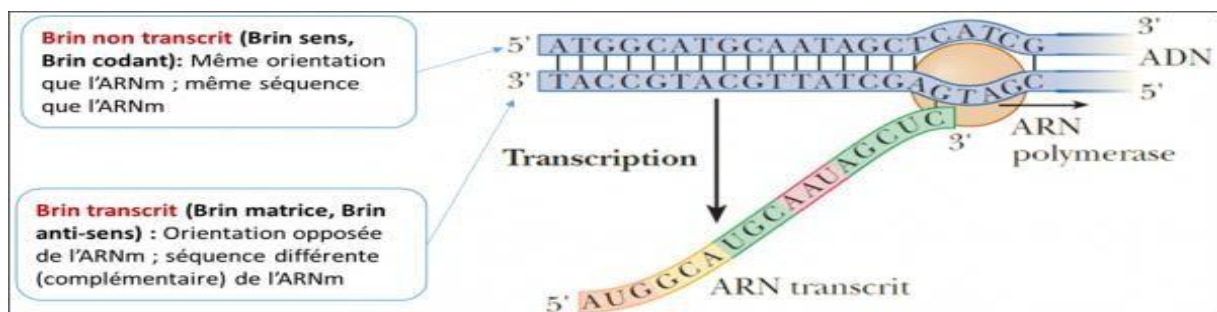 Brin non transcrit (Brin sens,
Brin codant): Même orientation
que l'ARNm ; même séquence
que l'ARNm
5' ATGGCATGCAATAGCTCATCG 3'
ADN
3' TACCGTACGTTATCGAGTAGC 5'
Transcription
3'
ARN
polymerase
Brin transcrit (Brin matrice, Brin
anti-sens) : Orientation opposée
de l'ARNm ; séquence différente
(complémentaire) de l'ARNm
5' AUGGCAUGCAAUAGCUC
ARN transcrit